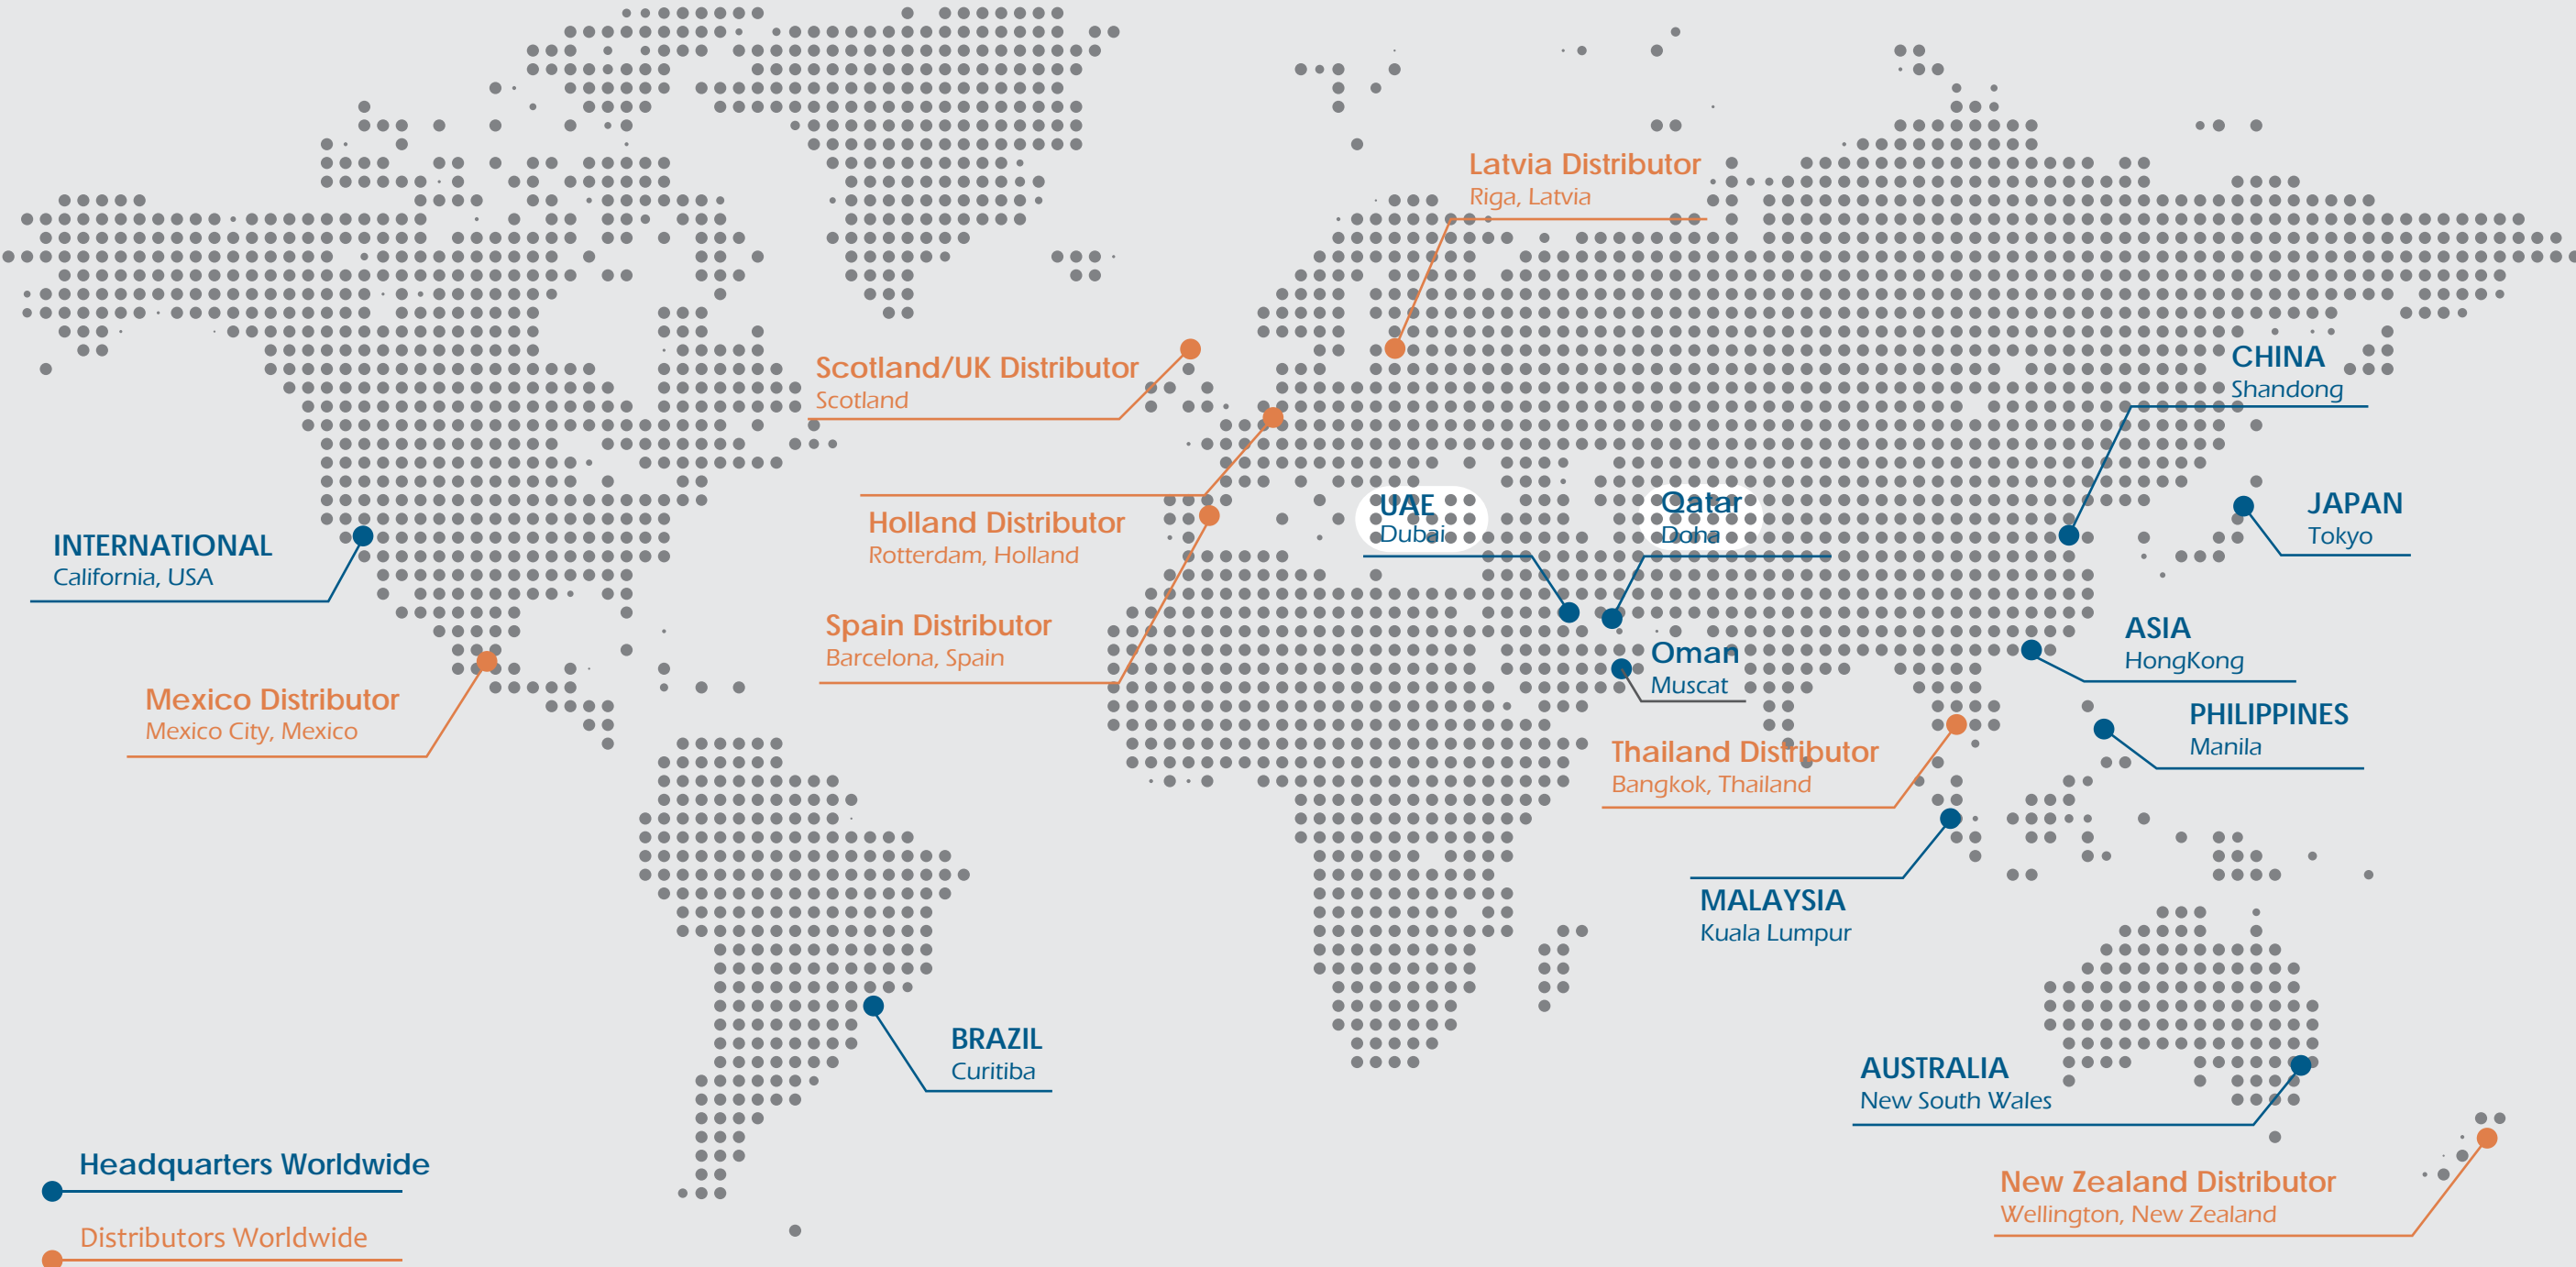 Latvia Distributor
Riga, Latvia
Scotland/UK Distributor
Scotland
CHINA
Shandong
UAE
Dubai
Qatar
Doha
JAPAN
Tokyo
INTERNATIONAL
California, USA
Holland Distributor
Rotterdam, Holland
Spain Distributor
Barcelona, Spain
Oman
Muscat
ASIA
HongKong
Mexico Distributor
Mexico City, Mexico
PHILIPPINES
Manila
Thailand Distributor
Bangkok, Thailand
MALAYSIA
Kuala Lumpur
BRAZIL
Curitiba
AUSTRALIA
New South Wales
Headquarters Worldwide
New Zealand Distributor
Wellington, New Zealand
Distributors Worldwide